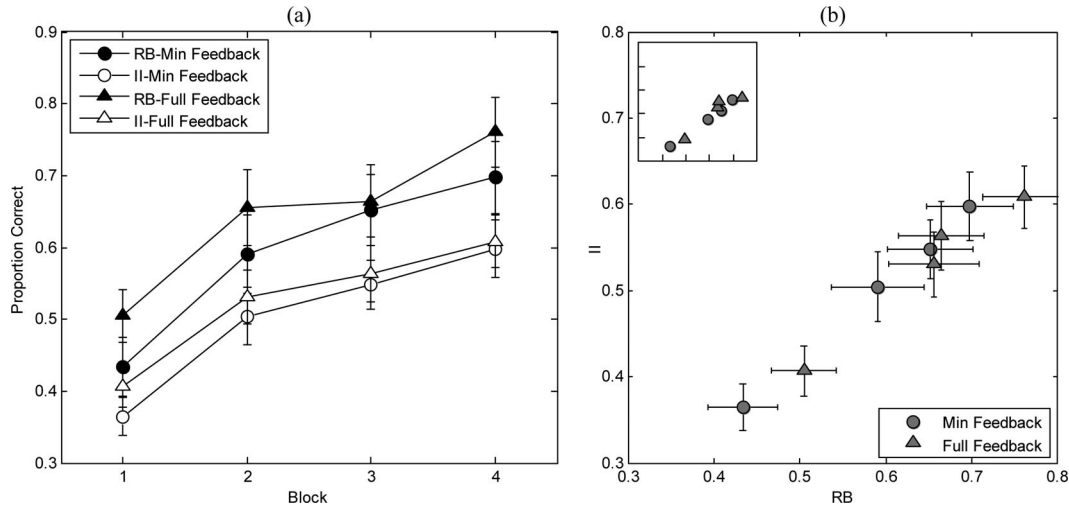 (a)
0.9
0.8
0.7
0.6
0.5
0.4
0.3
Proportion Correct
RB-Min Feedback
II-Min Feedback
RB-Full Feedback
II-Full Feedback
1 2 3 4
Block
(b)
0.8
0.7
0.6
0.5
0.4
0.3
II
Min Feedback
Full Feedback
0.3 0.4 0.5 0.6 0.7 0.8
RB